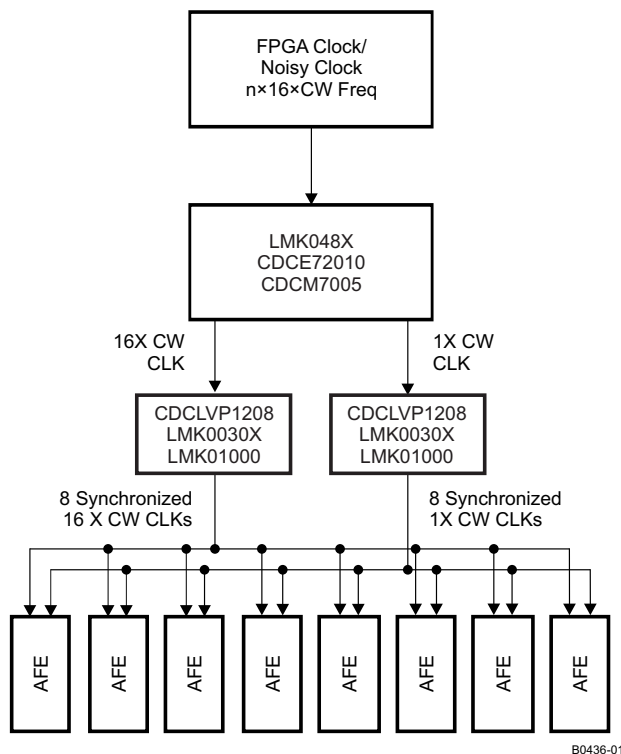 FPGA Clock/
Noisy Clock
n×16×CW Freq
LMK048X
CDCE72010
CDCM7005
16X CW
CLK
1X CW
CLK
CDCLVP1208
LMK0030X
LMK01000
CDCLVP1208
LMK0030X
LMK01000
8 Synchronized
16 X CW CLKs
8 Synchronized
1X CW CLKs
AFE
AFE
AFE
AFE
AFE
AFE
AFE
AFE
B0436-01